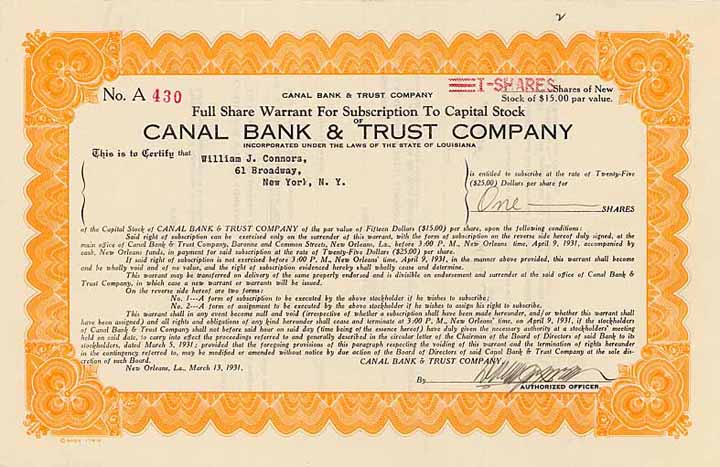 No. A 430
CANAL BANK & TRUST COMPANY
1-SHARES Shares of New
Stock of $15.00 par value.
Full Share Warrant For Subscription To Capital Stock
OF
CANAL BANK & TRUST COMPANY
INCORPORATED UNDER THE LAWS OF THE STATE OF LOUISIANA
This is to Certify that William J. Connors,
61 Broadway,
New York, N. Y.
is entitled to subscribe at the rate of Twenty-Five
($25.00) Dollars per share for
One SHARES
of the Capital Stock of CANAL BANK & TRUST COMPANY of the par value of Fifteen Dollars ($15.00) per share, upon the following conditions:
Said right of subscription can be exercised only on the surrender of this warrant, with the form of subscription on the reverse side hereof duly signed, at the
main office of Canal Bank & Trust Company, Baronne and Common Streets, New Orleans, La., before 3:00 P. M., New Orleans time, April 9, 1931, accompanied by
cash, New Orleans funds, in payment for said subscription at the rate of Twenty-Five Dollars ($25.00) per share.
If said right of subscription is not exercised before 3:00 P. M., New Orleans' time, April 9, 1931, in the manner above provided, this warrant shall become
and be wholly void and of no value, and the right of subscription evidenced hereby shall wholly cease and determine.
This warrant may be transferred on delivery of the same properly endorsed and is divisible on endorsement and surrender at the said office of Canal Bank &
Trust Company, in which case a new warrant or warrants will be issued.
On the reverse side hereof are two forms:
No. 1---A form of subscription to be executed by the above stockholder if he wishes to subscribe;
No. 2---A form of assignment to be executed by the above stockholder if he wishes to assign his right to subscribe.
This warrant shall in any event become null and void (irrespective of whether a subscription shall have been made hereunder, and/or whether this warrant shall
have been assigned) and all rights and obligations of any kind hereunder shall cease and terminate at 3:00 P. M., New Orleans' time, on April 9, 1931, if the stockholders
of Canal Bank & Trust Company shall not before said hour on said day (time being of the essence hereof) have duly given the necessary authority at a stockholders' meeting
held on said date, to carry into effect the proceedings referred to and generally described in the circular letter of the Chairman of the Board of Directors of said Bank to its
stockholders, dated March 5, 1931; provided that the foregoing provisions of this paragraph respecting the voiding of this warrant and the termination of rights hereunder
in the contingency referred to, may be modified or amended without notice by due action of the Board of Directors of said Canal Bank & Trust Company at the sole dis-
cretion of such Board.
CANAL BANK & TRUST COMPANY
New Orleans, La., March 13, 1931.
By
AUTHORIZED OFFICER.